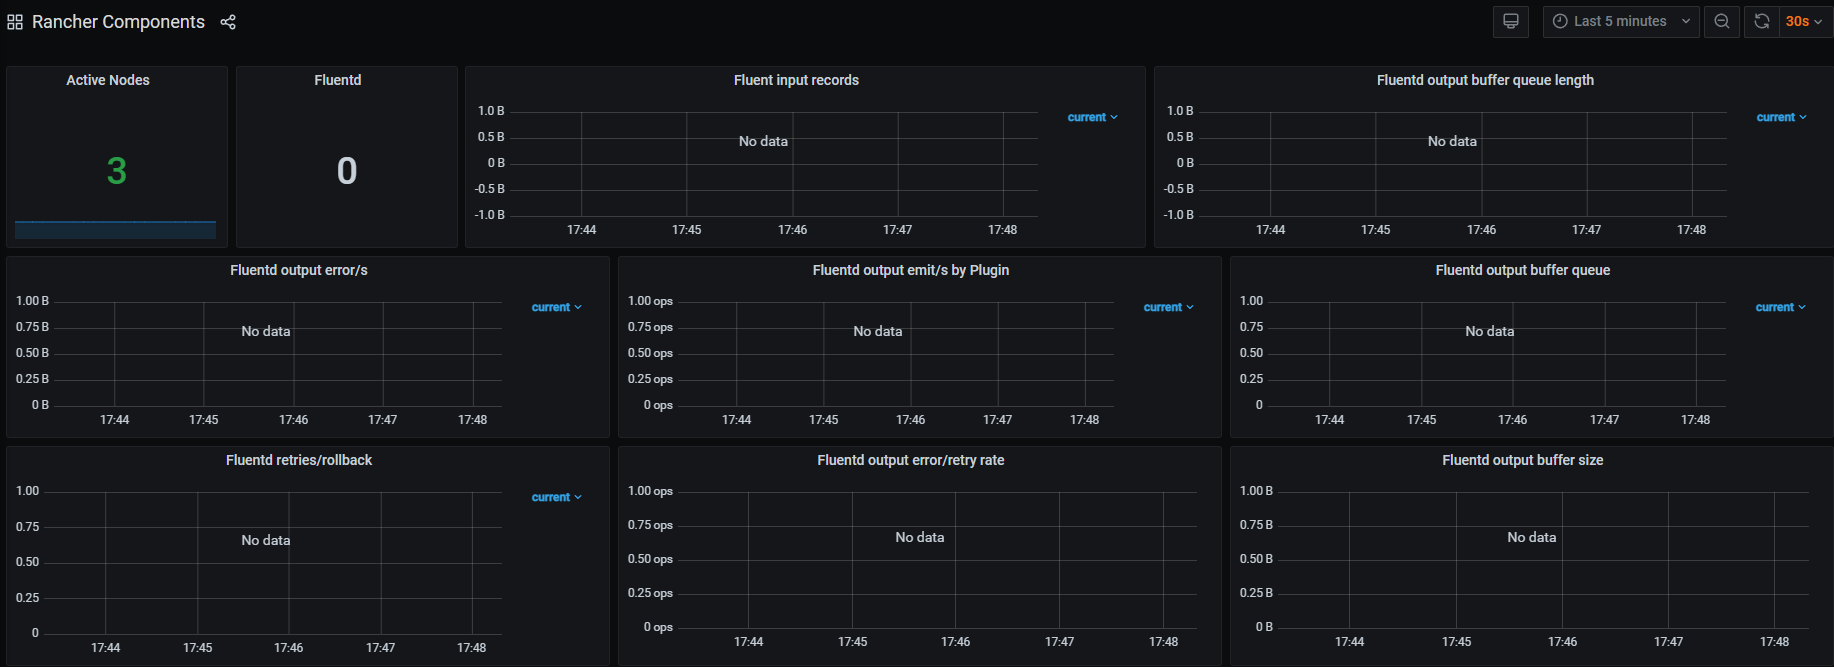 Rancher Components
Last 5 minutes
30s
Active Nodes
3
Fluentd
0
Fluent input records
1.0 B
0.5 B
0 B
-0.5 B
-1.0 B
No data
17:44 17:45 17:46 17:47 17:48
current
Fluentd output buffer queue length
1.0 B
0.5 B
0 B
-0.5 B
-1.0 B
No data
17:44 17:45 17:46 17:47 17:48
current
Fluentd output error/s
1.00 B
0.75 B
0.50 B
0.25 B
0 B
No data
17:44 17:45 17:46 17:47 17:48
current
Fluentd output emit/s by Plugin
1.00 ops
0.75 ops
0.50 ops
0.25 ops
0 ops
No data
17:44 17:45 17:46 17:47 17:48
current
Fluentd output buffer queue
1.00
0.75
0.50
0.25
0
No data
17:44 17:45 17:46 17:47 17:48
current
Fluentd retries/rollback
1.00
0.75
0.50
0.25
0
No data
17:44 17:45 17:46 17:47 17:48
current
Fluentd output error/retry rate
1.00 ops
0.75 ops
0.50 ops
0.25 ops
0 ops
No data
17:44 17:45 17:46 17:47 17:48
Fluentd output buffer size
1.00 B
0.75 B
0.50 B
0.25 B
0 B
No data
17:44 17:45 17:46 17:47 17:48